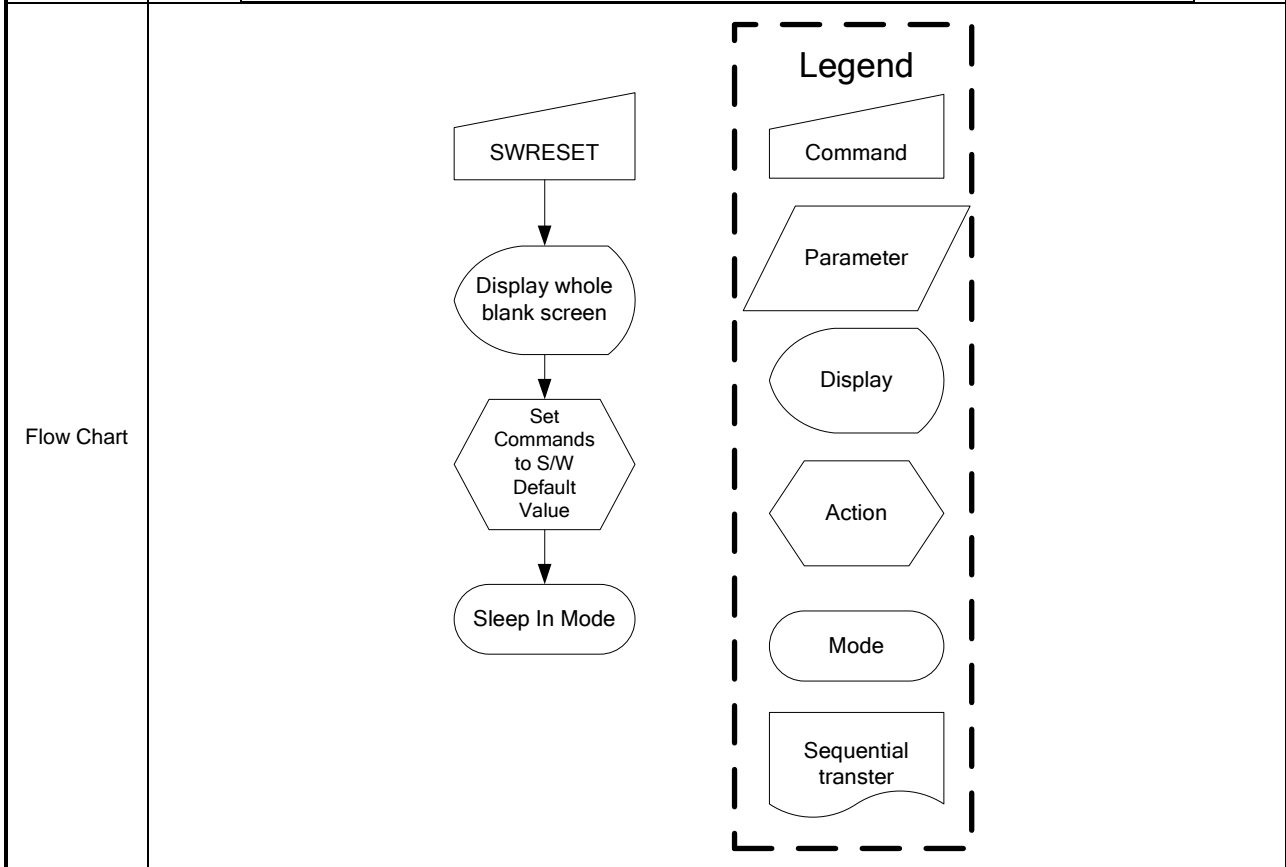 Flow Chart
SWRESET
Display whole
blank screen
Set
Commands
to S/W
Default
Value
Sleep In Mode
Legend
Command
Parameter
Display
Action
Mode
Sequential
transter